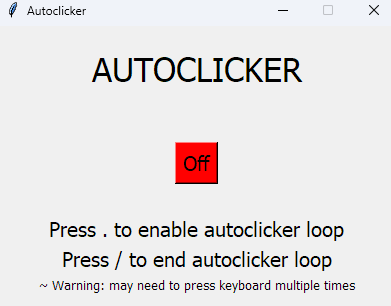 Autoclicker
AUTOCLICKER
Off
Press . to enable autoclicker loop
Press / to end autoclicker loop
~ Warning: may need to press keyboard multiple times